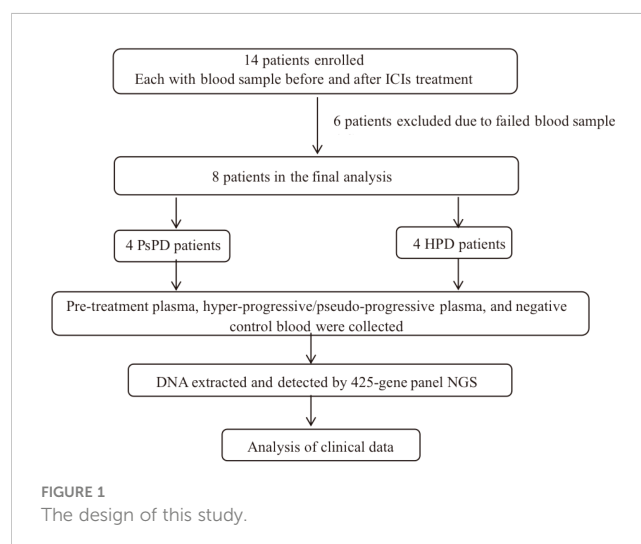 14 patients enrolled
Each with blood sample before and after ICIs treatment
6 patients excluded due to failed blood sample
8 patients in the final analysis
4 PsPD patients
4 HPD patients
Pre-treatment plasma, hyper-progressive/pseudo-progressive plasma, and negative
control blood were collected
DNA extracted and detected by 425-gene panel NGS
Analysis of clinical data
FIGURE 1
The design of this study.